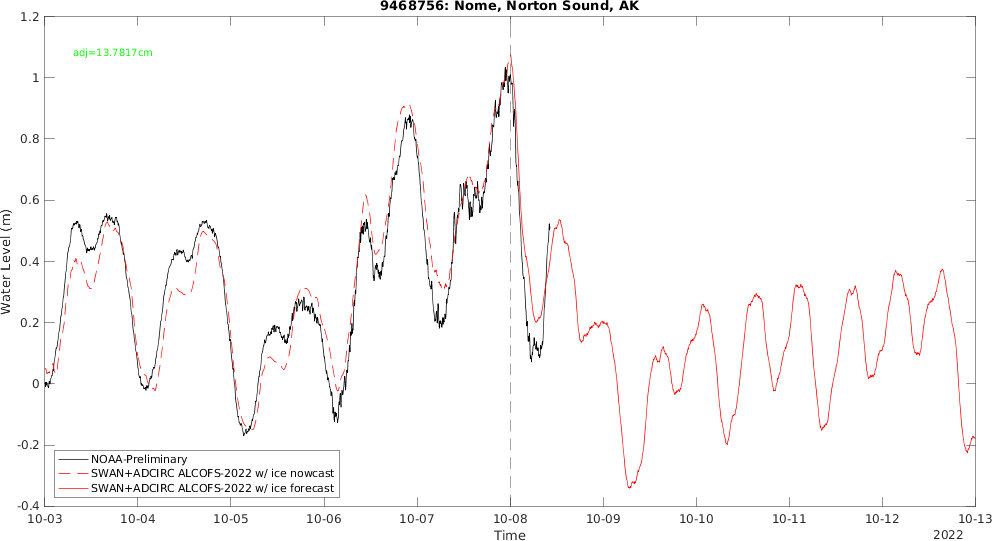 9468756: Nome, Norton Sound, AK
adj=13.7817cm
1.2
1
0.8
0.6
0.4
0.2
0
-0.2
-0.4
Water Level (m)
NOAA-Preliminary
SWAN+ADCIRC ALCOFS-2022 w/ ice nowcast
SWAN+ADCIRC ALCOFS-2022 w/ ice forecast
10-03 10-04 10-05 10-06 10-07 10-08 10-09 10-10 10-11 10-12 10-13
Time
2022